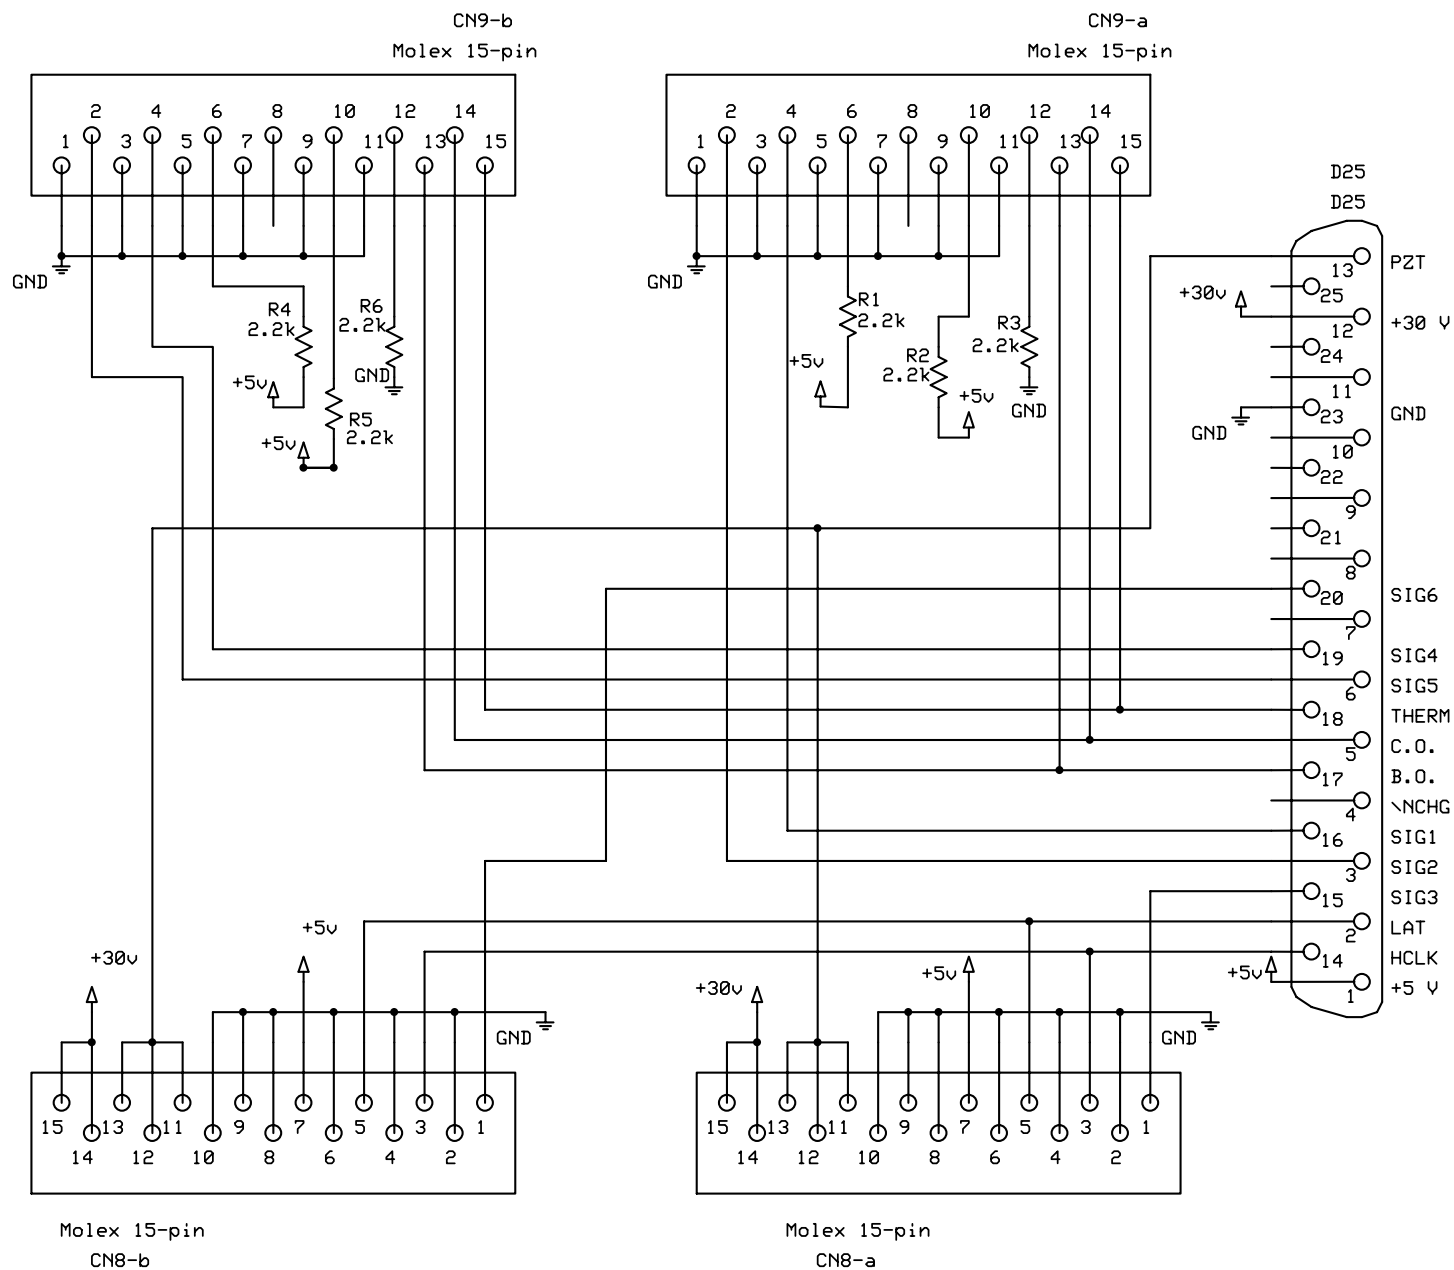 CN9-b
Molex 15-pin
2 4 6 8 10 12 14
1 3 5 7 9 11 13 15
GND
R4
2.2k
+5v
R6
2.2k
GND
R5
2.2k
+5v
CN9-a
Molex 15-pin
2 4 6 8 10 12 14
1 3 5 7 9 11 13 15
GND
R1
2.2k
+5v
R2
2.2k
+5v
R3
2.2k
GND
D25
D25
13 PZT
25
+30v
12 +30 V
24
11
23 GND
GND
10
22
9
21
8
20 SIG6
7
19 SIG4
6 SIG5
18 THERM
5 C.O.
17 B.O.
4 \NCHG
16 SIG1
3 SIG2
15 SIG3
2 LAT
14 HCLK
+5v
1 +5 V
+30v
+5v
GND
15 13 11 9 7 5 3 1
14 12 10 8 6 4 2
Molex 15-pin
CN8-b
+30v
+5v
GND
15 13 11 9 7 5 3 1
14 12 10 8 6 4 2
Molex 15-pin
CN8-a